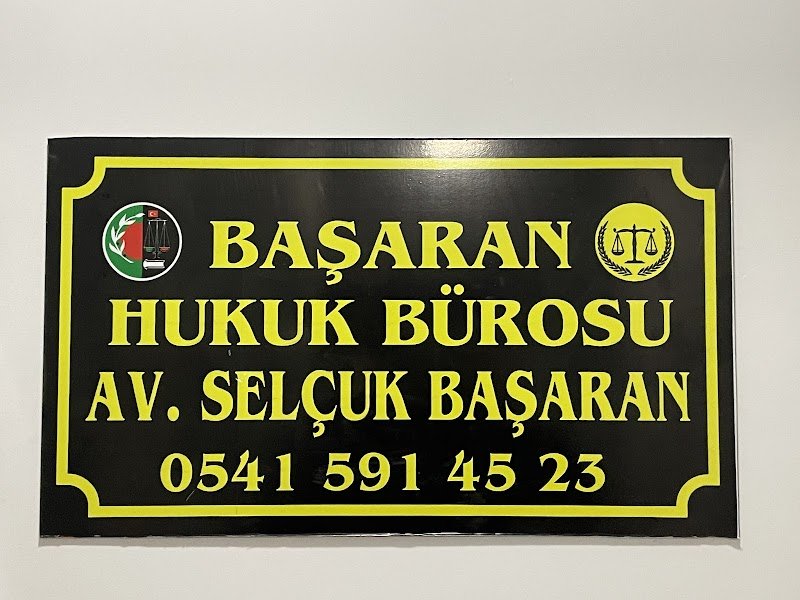 BAŞARAN
HUKUK BÜROSU
AV. SELÇUK BAŞARAN
0541 591 45 23